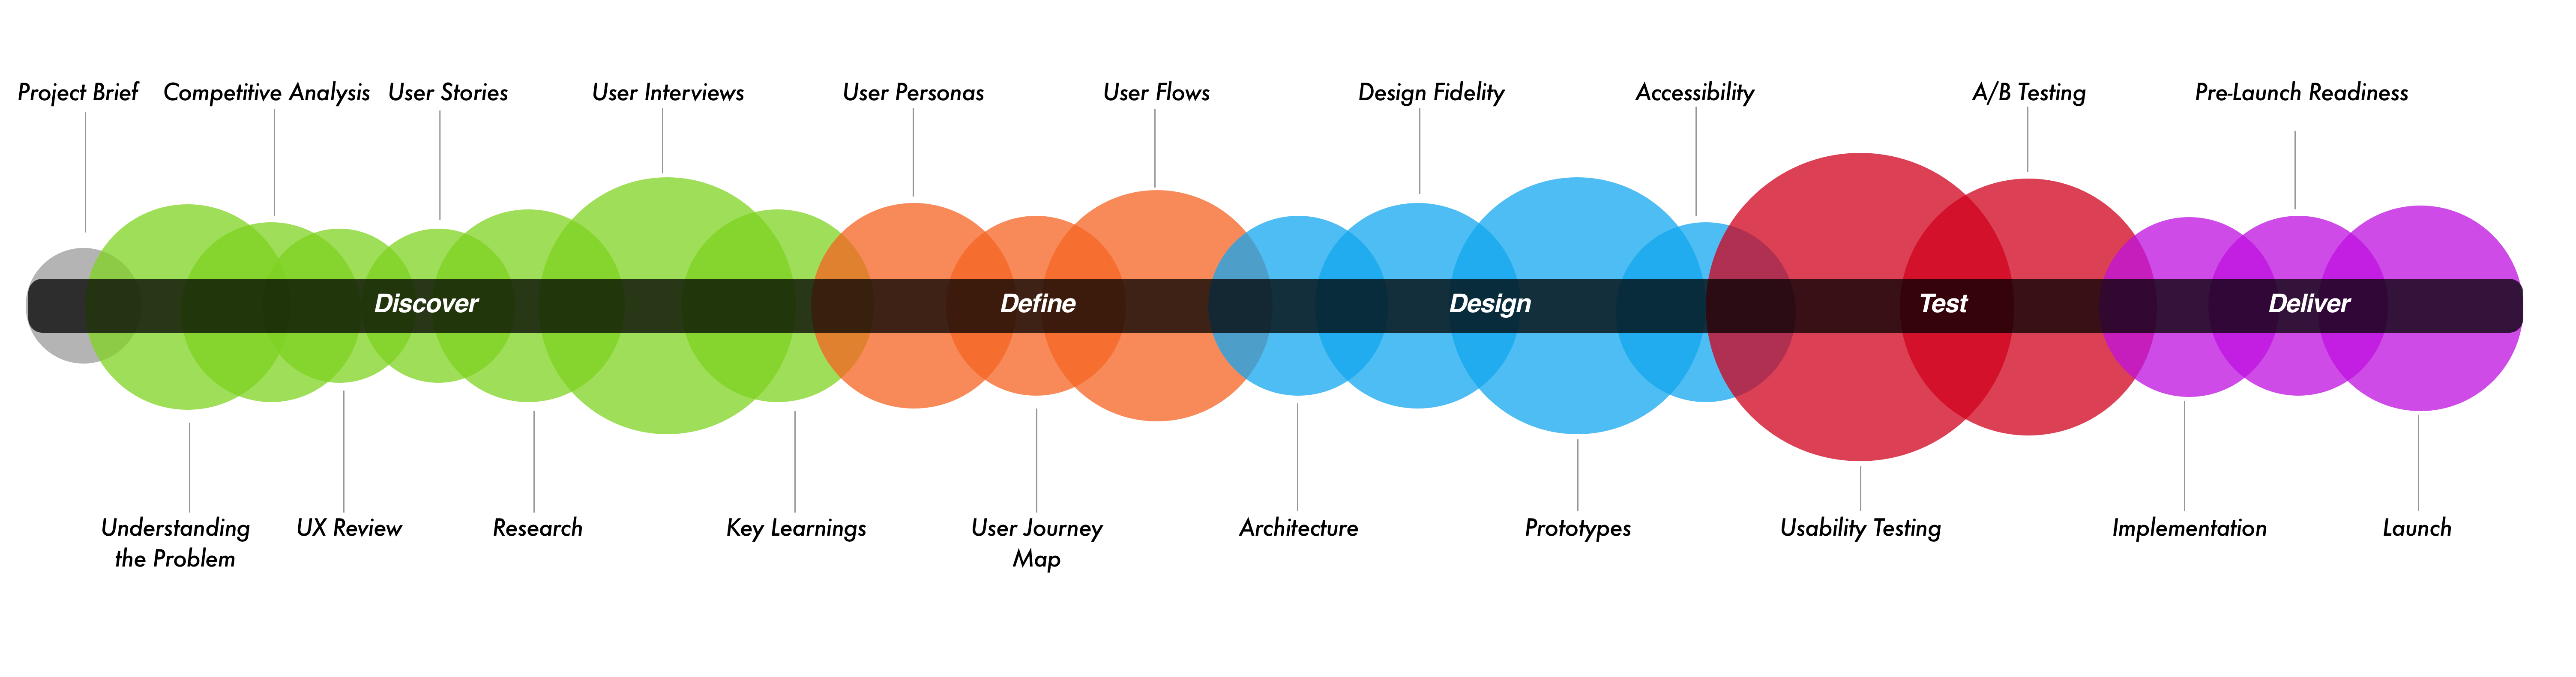 Project Brief
Competitive Analysis
User Stories
User Interviews
User Personas
User Flows
Design Fidelity
Accessibility
A/B Testing
Pre-Launch Readiness
Discover
Define
Design
Test
Deliver
Understanding
the Problem
UX Review
Research
Key Learnings
User Journey
Map
Architecture
Prototypes
Usability Testing
Implementation
Launch